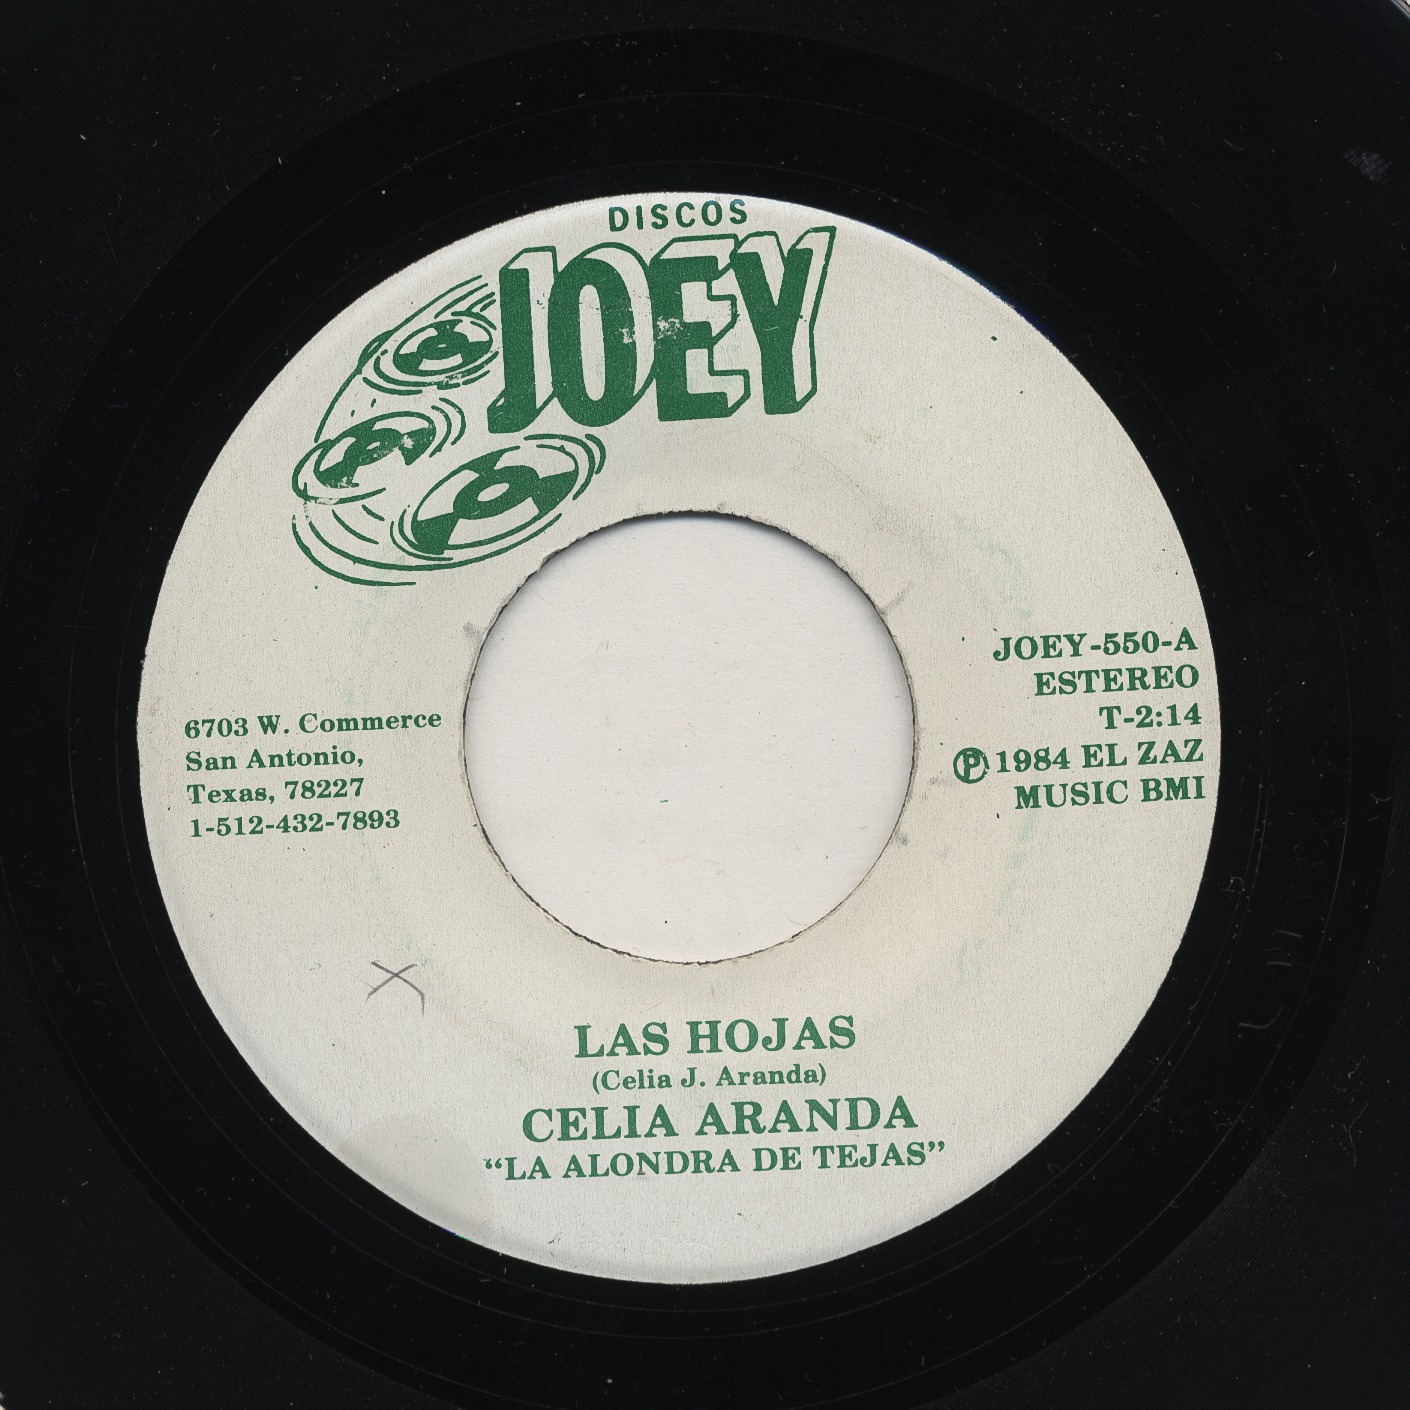 DISCOS
JOEY
6703 W. Commerce
San Antonio,
Texas, 78227
1-512-432-7893
JOEY-550-A
ESTEREO
T-2:14
Ⓟ1984 EL ZAZ
MUSIC BMI
LAS HOJAS
(Celia J. Aranda)
CELIA ARANDA
“LA ALONDRA DE TEJAS”